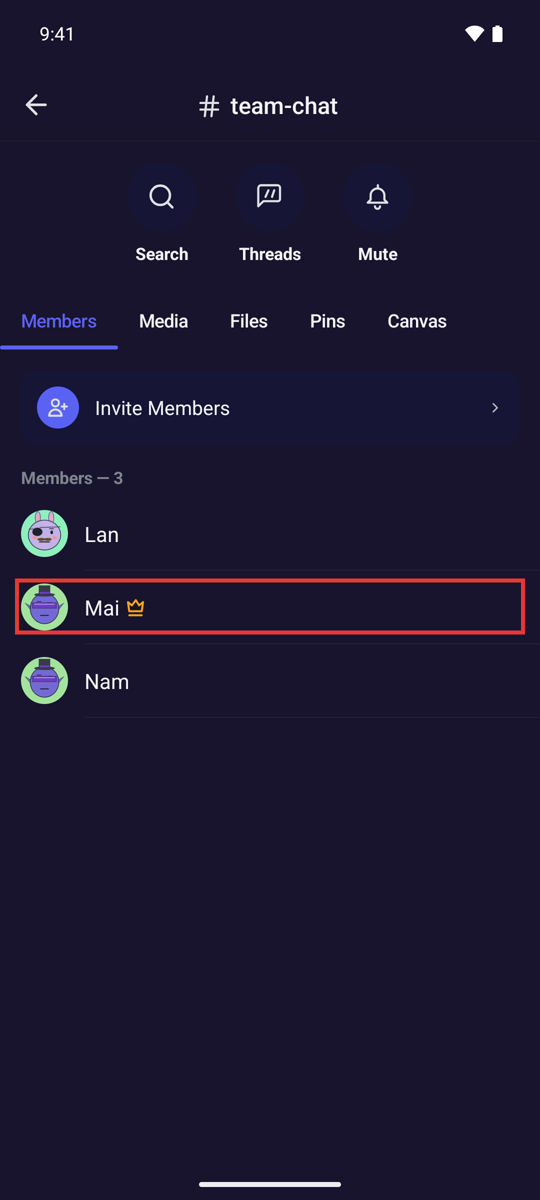 9:41
# team-chat
Search Threads Mute
Members Media Files Pins Canvas
Invite Members
Members — 3
Lan
Mai
Nam